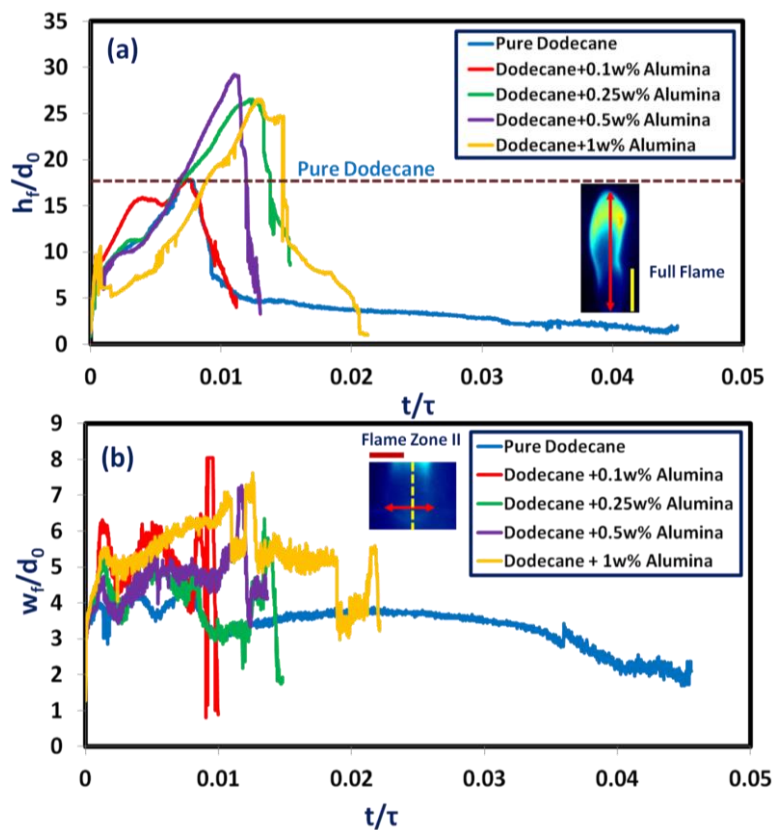 35
30
25
20
15
10
5
0
h_f/d_0
(a)
Pure Dodecane
Dodecane+0.1w% Alumina
Dodecane+0.25w% Alumina
Dodecane+0.5w% Alumina
Dodecane+1w% Alumina
Pure Dodecane
Full Flame
0 0.01 0.02 0.03 0.04 0.05
t/τ
9
8
7
6
5
4
3
2
1
0
w_f/d_0
(b)
Flame Zone II
Pure Dodecane
Dodecane +0.1w% Alumina
Dodecane +0.25w% Alumina
Dodecane +0.5w% Alumina
Dodecane + 1w% Alumina
0 0.01 0.02 0.03 0.04 0.05
t/τ